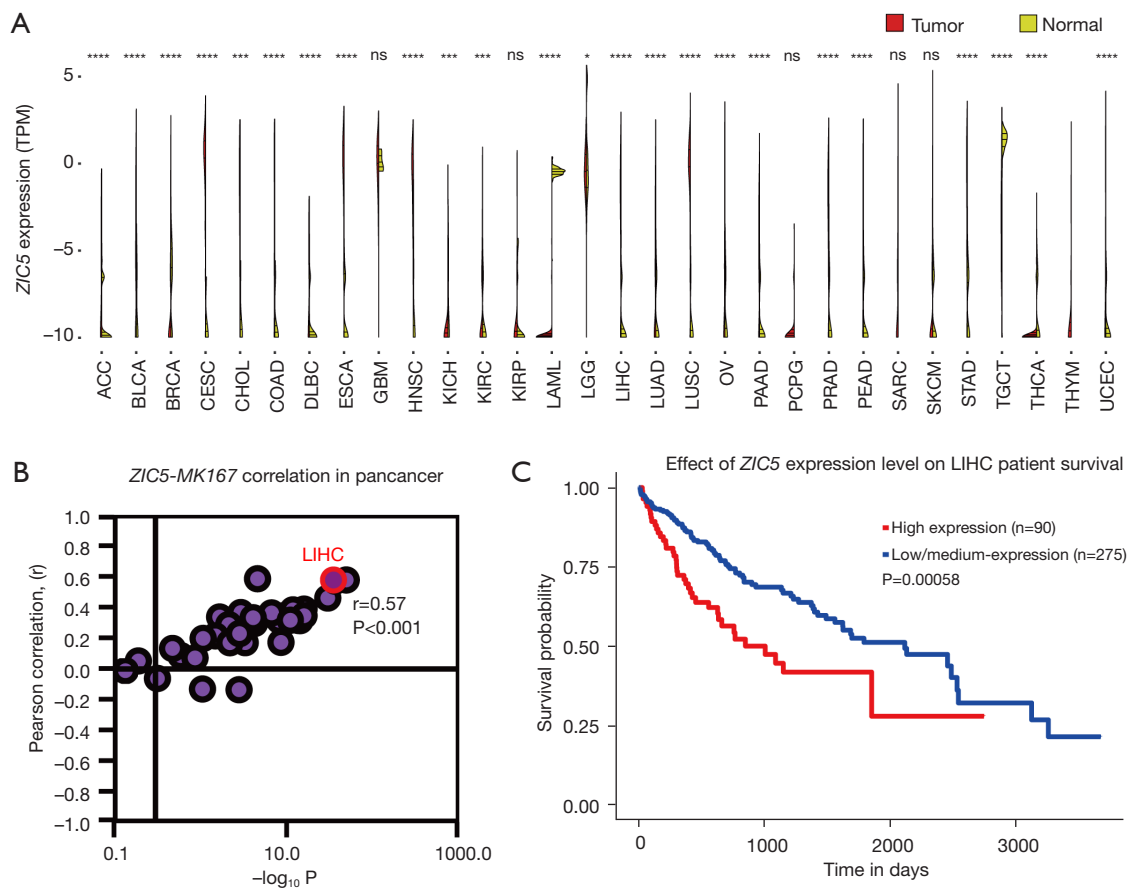 A
Tumor Normal
**** **** **** **** *** **** **** **** ns **** *** *** ns **** * **** **** **** **** **** ns **** **** ns ns **** **** **** ****
ZIC5 expression (TPM)
5
0
−5
−10
ACC BLCA BRCA CESC CHOL COAD DLBC ESCA GBM HNSC KICH KIRC KIRP LAML LGG LIHC LUAD LUSC OV PAAD PCPG PRAD PEAD SARC SKCM STAD TGCT THCA THYM UCEC
B
ZIC5-MK167 correlation in pancancer
Pearson correlation, (r)
1.0
0.8
0.6
0.4
0.2
0.0
−0.2
−0.4
−0.6
−0.8
−1.0
LIHC
r=0.57
P<0.001
0.1 10.0 1000.0
−log10 P
C
Effect of ZIC5 expression level on LIHC patient survival
Survival probability
1.00
0.75
0.50
0.25
0.00
High expression (n=90)
Low/medium-expression (n=275)
P=0.00058
0 1000 2000 3000
Time in days